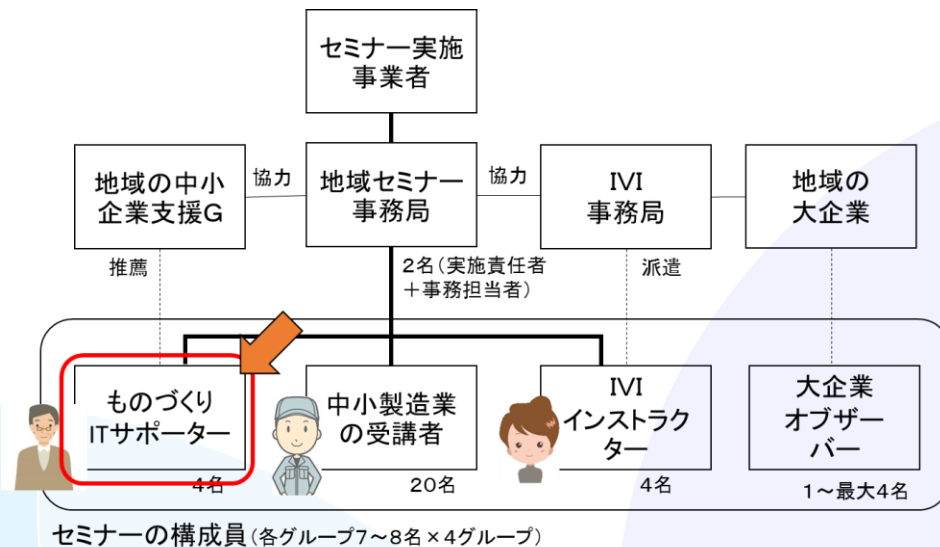 セミナー実施
事業者
地域の中小
企業支援G
協力
地域セミナー
事務局
協力
IVI
事務局
地域の
大企業
推薦
2名(実施責任者
+事務担当者)
派遣
ものづくり
ITサポーター
中小製造業
の受講者
IVI
インストラク
ター
大企業
オブザー
バー
4名
20名
4名
1～最大4名
セミナーの構成員(各グループ7～8名×4グループ)